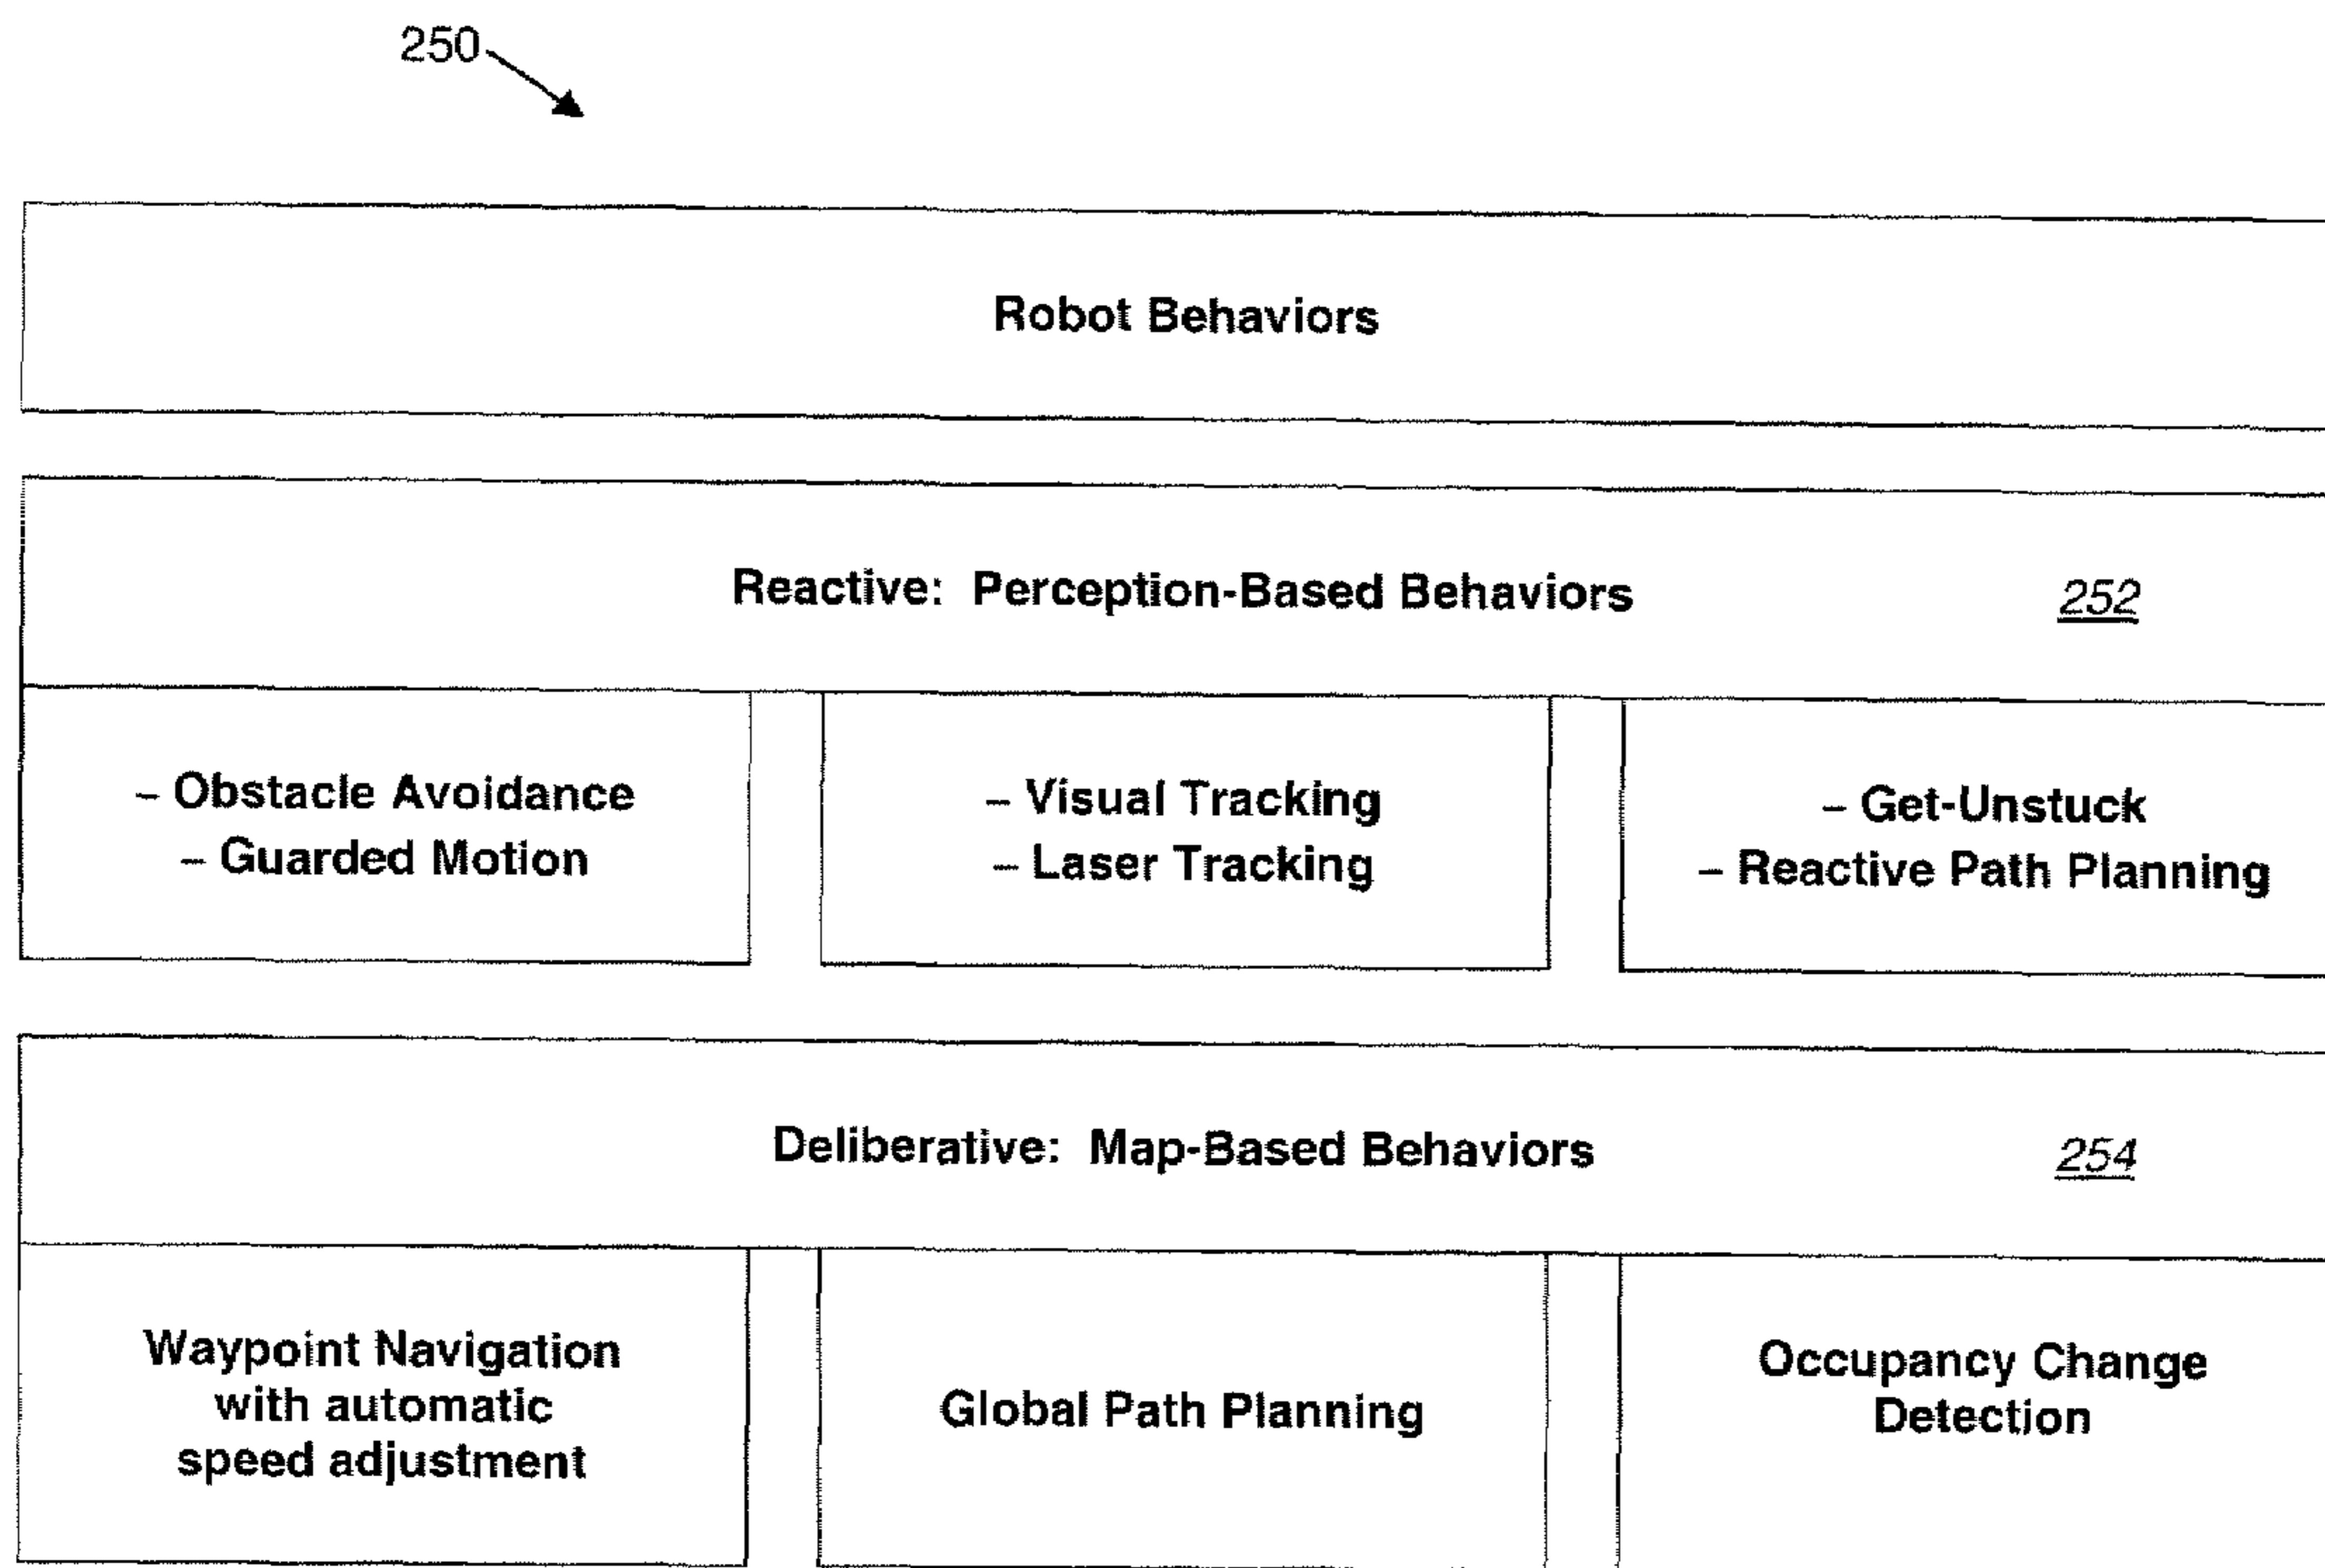 250
Robot Behaviors
Reactive: Perception-Based Behaviors 252
– Obstacle Avoidance
– Guarded Motion
– Visual Tracking
– Laser Tracking
– Get-Unstuck
– Reactive Path Planning
Deliberative: Map-Based Behaviors 254
Waypoint Navigation
with automatic
speed adjustment
Global Path Planning
Occupancy Change
Detection